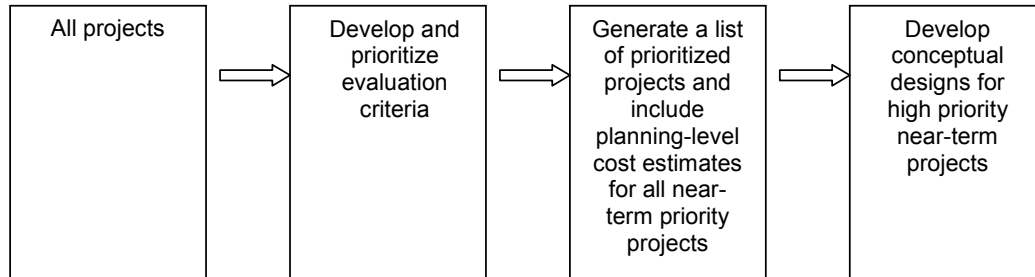 All projects
Develop and
prioritize
evaluation
criteria
Generate a list
of prioritized
projects and
include
planning-level
cost estimates
for all near-
term priority
projects
Develop
conceptual
designs for
high priority
near-term
projects